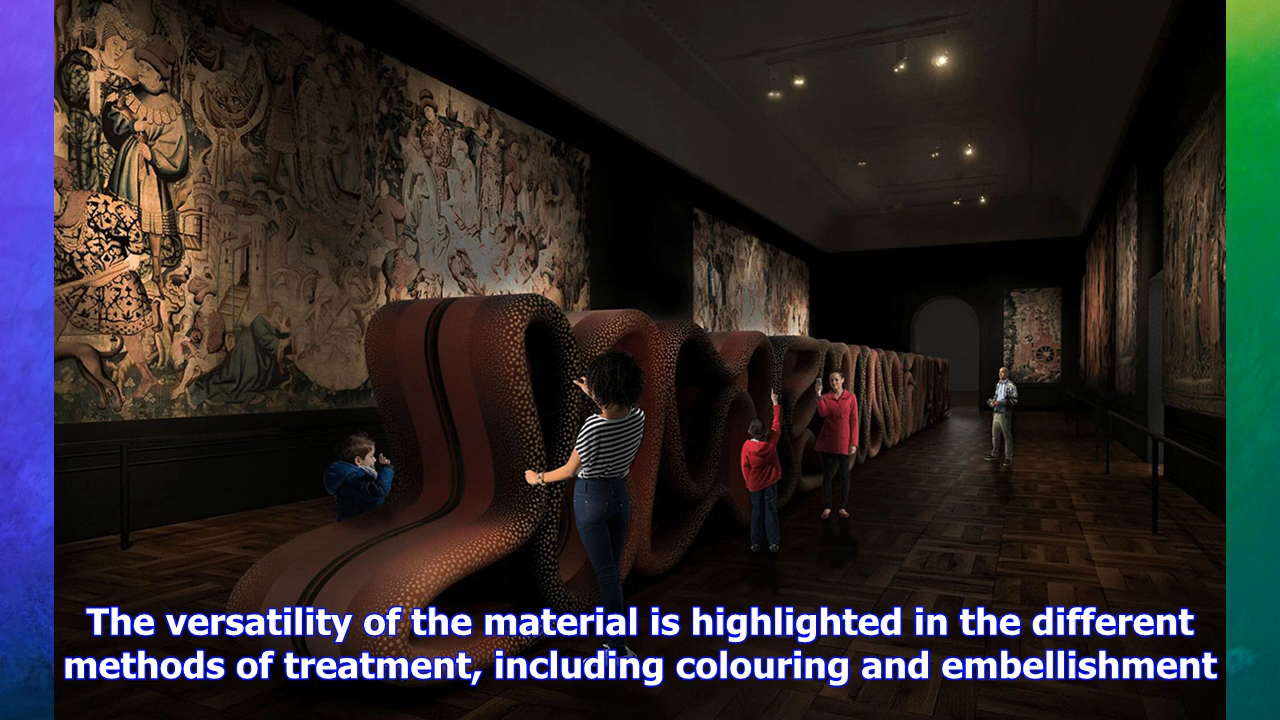 The versatility of the material is highlighted in the different
methods of treatment, including colouring and embellishment